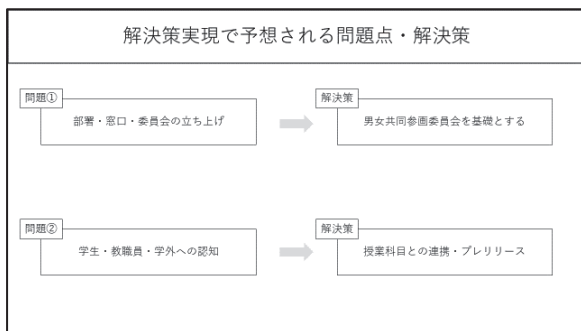 解決策実現で予想される問題点・解決策
問題①
部署・窓口・委員会の立ち上げ
解決策
男女共同参画委員会を基礎とする
問題②
学生・教職員・学外への認知
解決策
授業科目との連携・プレリリース